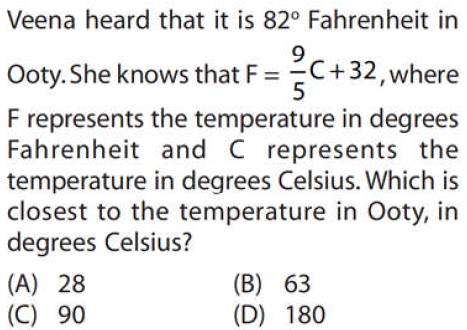 Veena heard that it is 82° Fahrenheit in
Ooty. She knows that F = 9/5 C + 32, where
F represents the temperature in degrees
Fahrenheit and C represents the
temperature in degrees Celsius. Which is
closest to the temperature in Ooty, in
degrees Celsius?
(A) 28 (B) 63
(C) 90 (D) 180